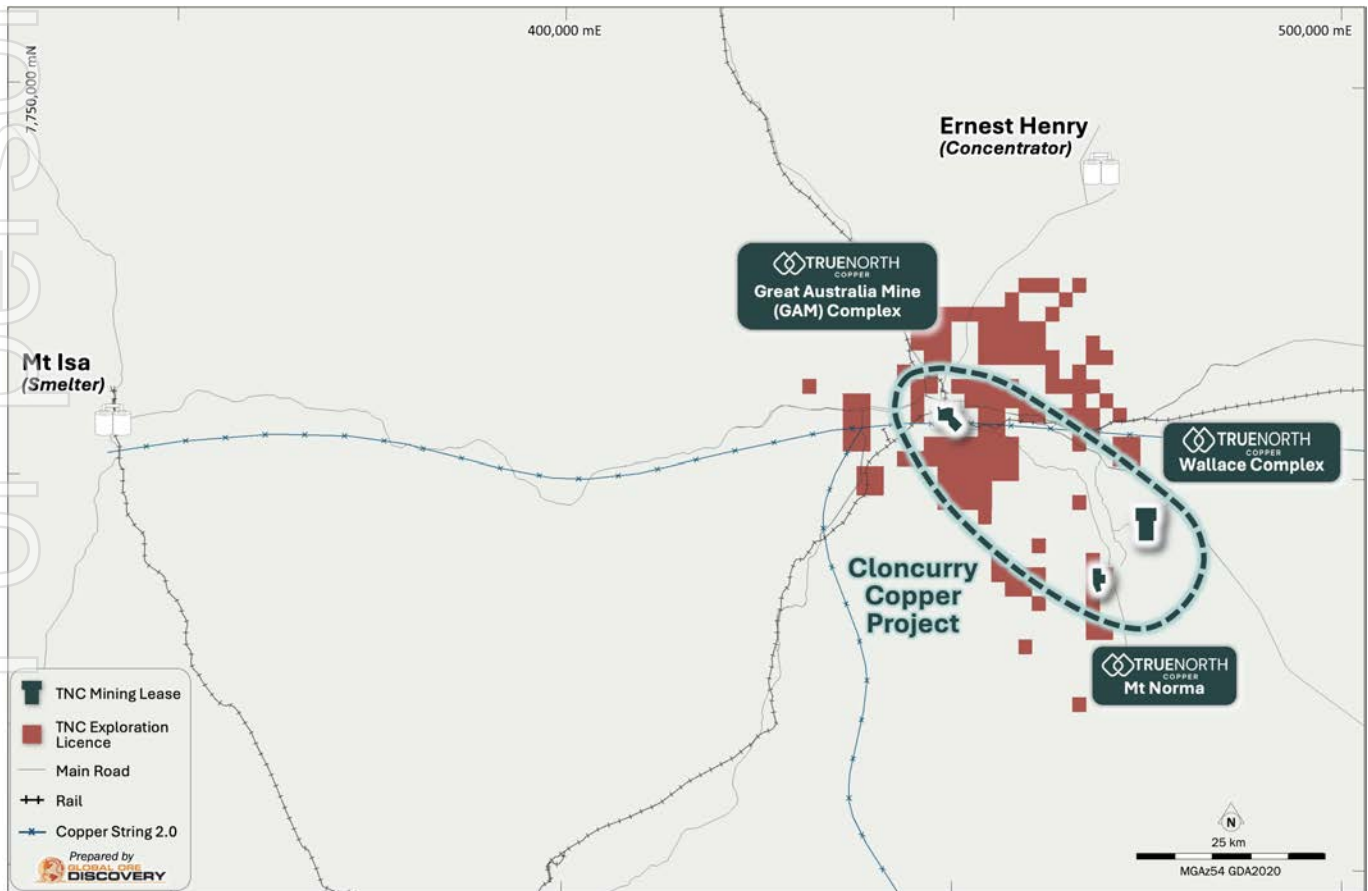 400,000 mE
500,000 mE
7,750,000 mN
Ernest Henry
(Concentrator)
TRUENORTH
COPPER
Great Australia Mine
(GAM) Complex
Mt Isa
(Smelter)
TRUENORTH
COPPER
Wallace Complex
Cloncurry
Copper
Project
TRUENORTH
COPPER
Mt Norma
TNC Mining Lease
TNC Exploration
Licence
Main Road
Rail
Copper String 2.0
Prepared by
GLOBAL ORE
DISCOVERY
N
25 km
MGAz54 GDA2020